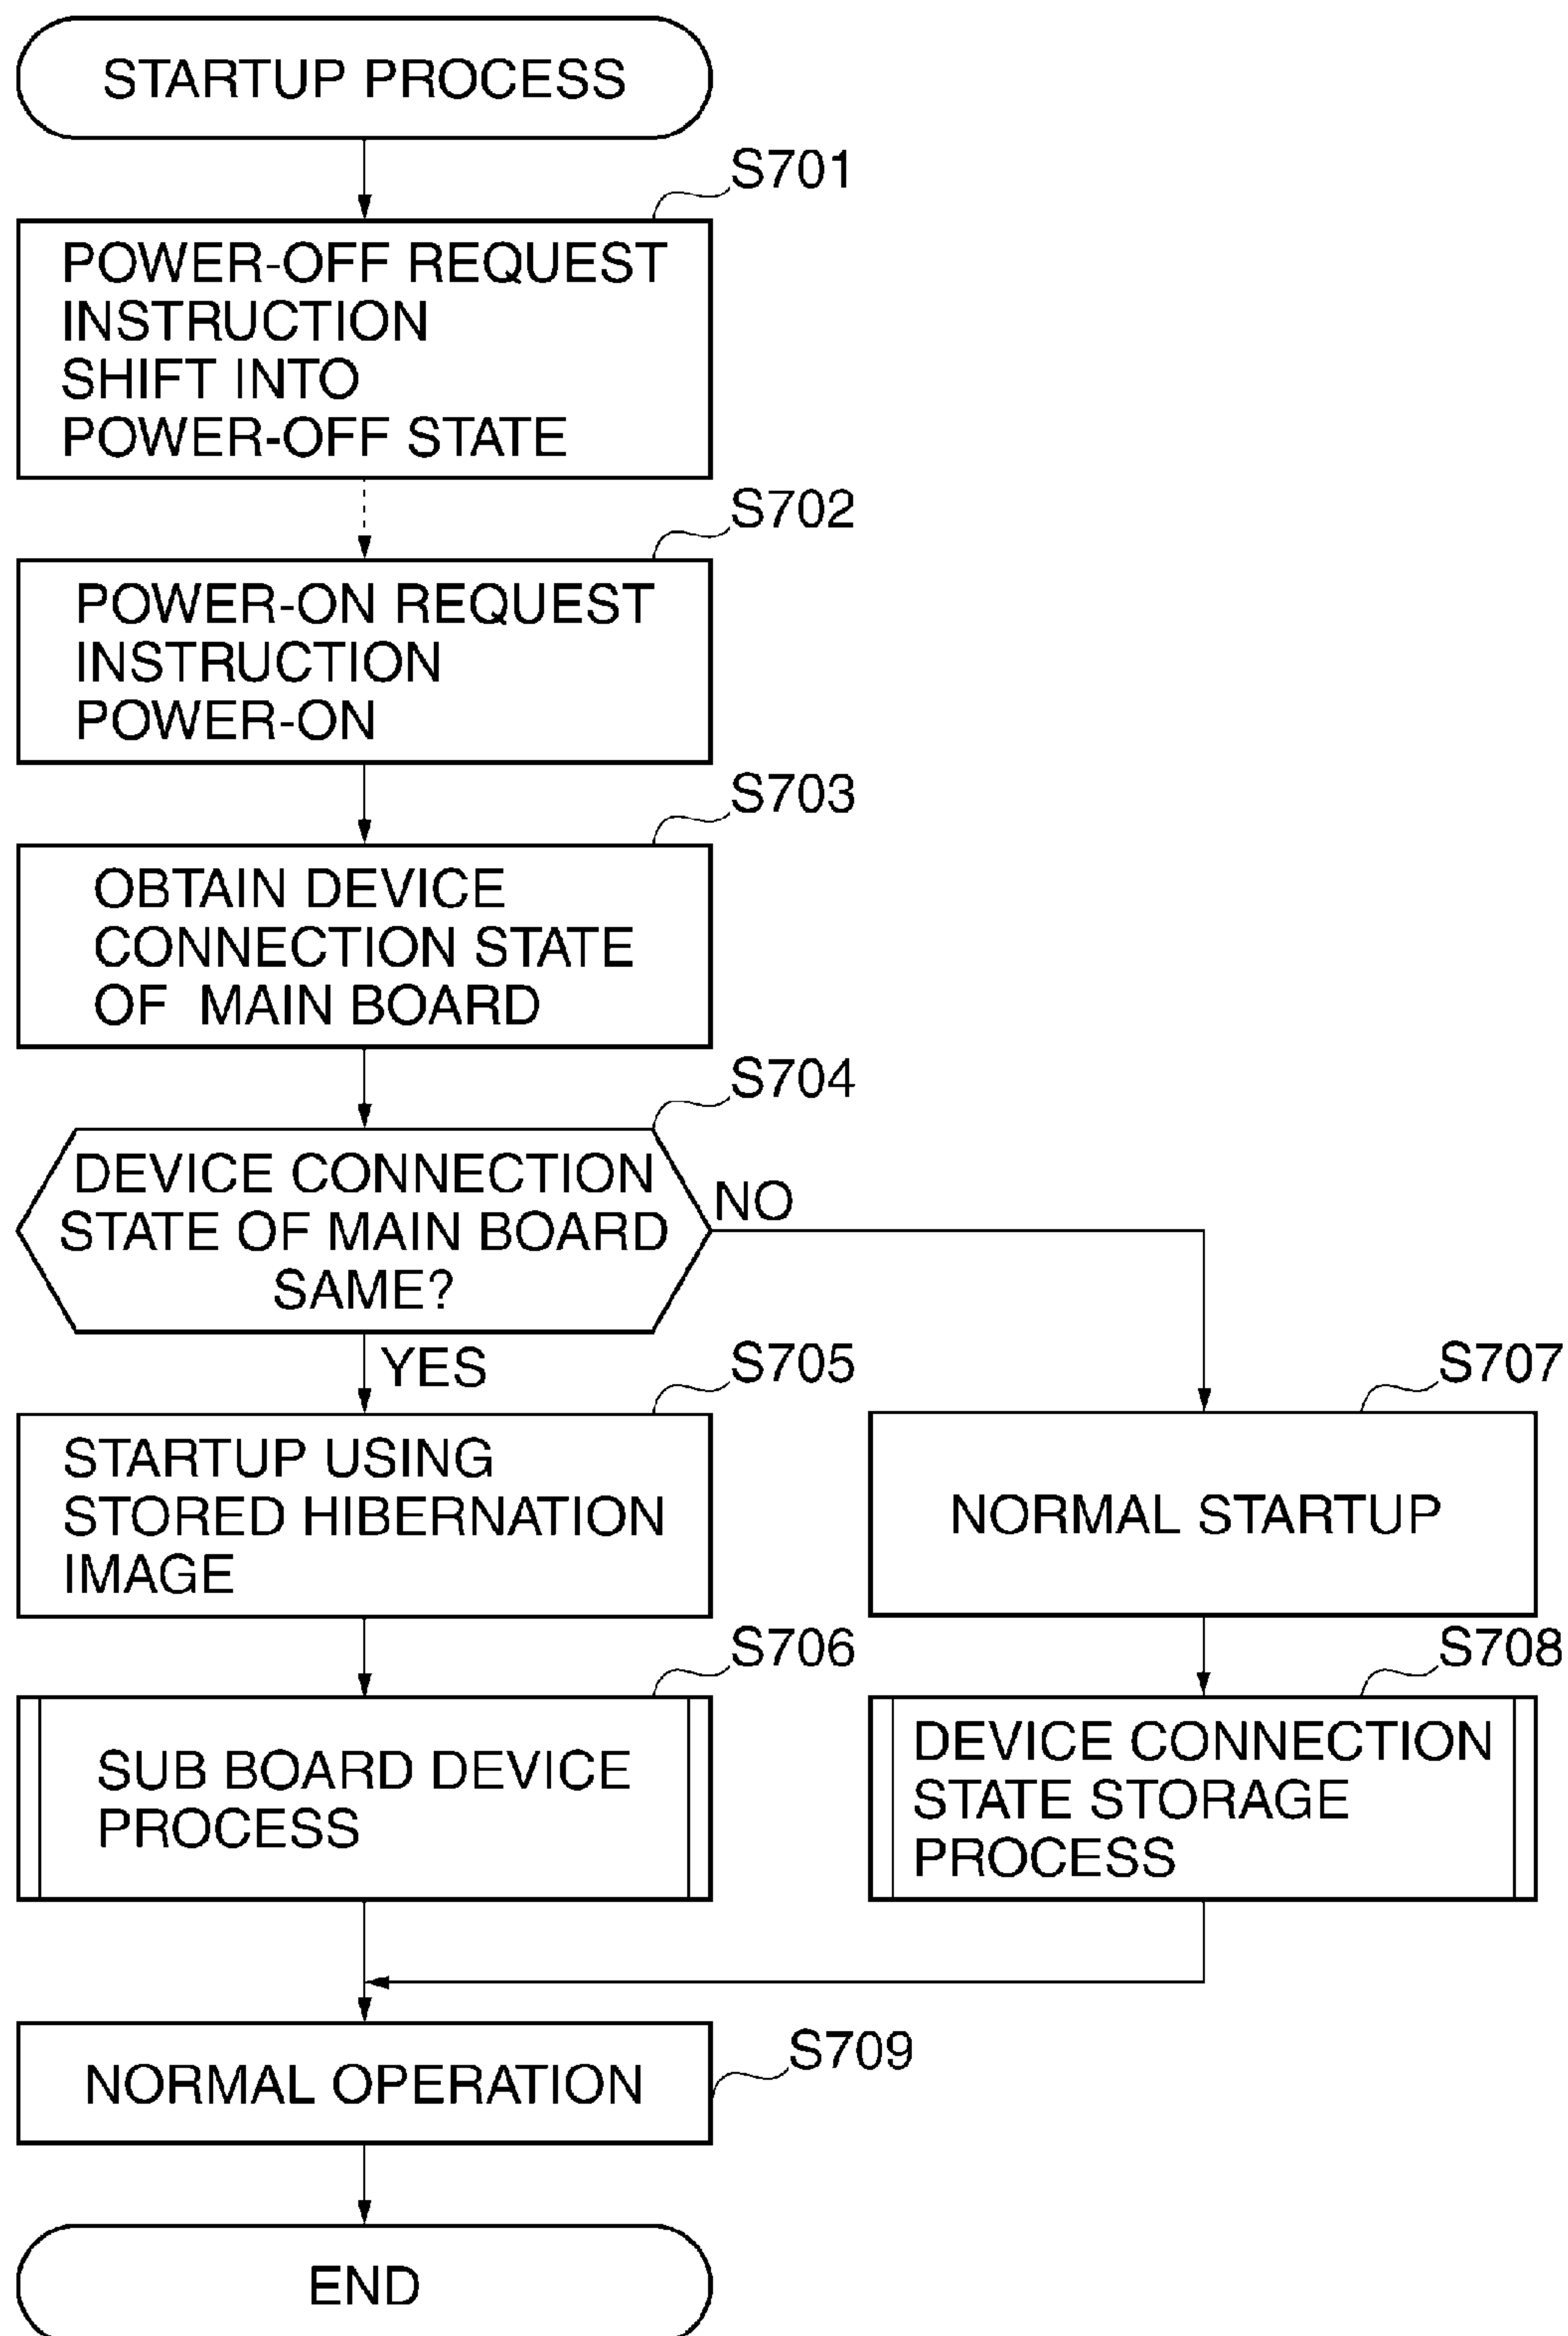 STARTUP PROCESS
S701
POWER-OFF REQUEST
INSTRUCTION
SHIFT INTO
POWER-OFF STATE
S702
POWER-ON REQUEST
INSTRUCTION
POWER-ON
S703
OBTAIN DEVICE
CONNECTION STATE
OF MAIN BOARD
S704
DEVICE CONNECTION
STATE OF MAIN BOARD
SAME?
NO
YES
S705
STARTUP USING
STORED HIBERNATION
IMAGE
S707
NORMAL STARTUP
S706
SUB BOARD DEVICE
PROCESS
S708
DEVICE CONNECTION
STATE STORAGE
PROCESS
S709
NORMAL OPERATION
END